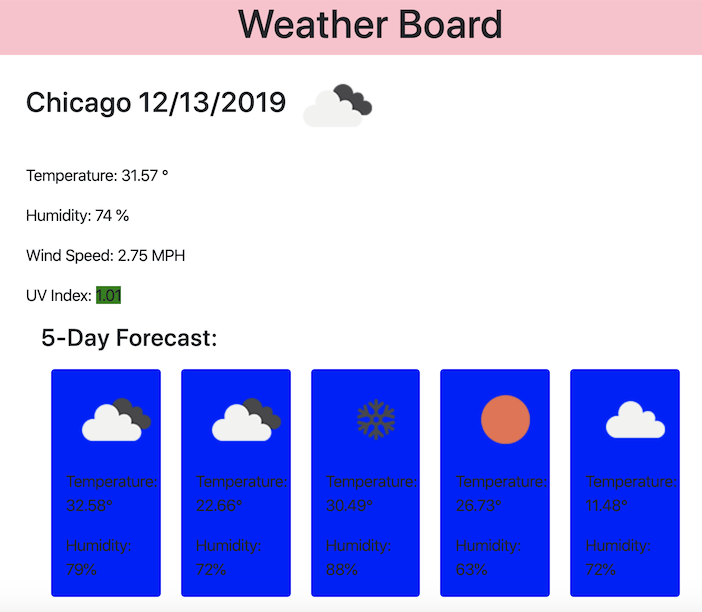 Weather Board
Chicago 12/13/2019
Temperature: 31.57 °
Humidity: 74 %
Wind Speed: 2.75 MPH
UV Index: 1.01
5-Day Forecast:
Temperature:
32.58°
Humidity:
79%
Temperature:
22.66°
Humidity:
72%
Temperature:
30.49°
Humidity:
88%
Temperature:
26.73°
Humidity:
63%
Temperature:
11.48°
Humidity:
72%